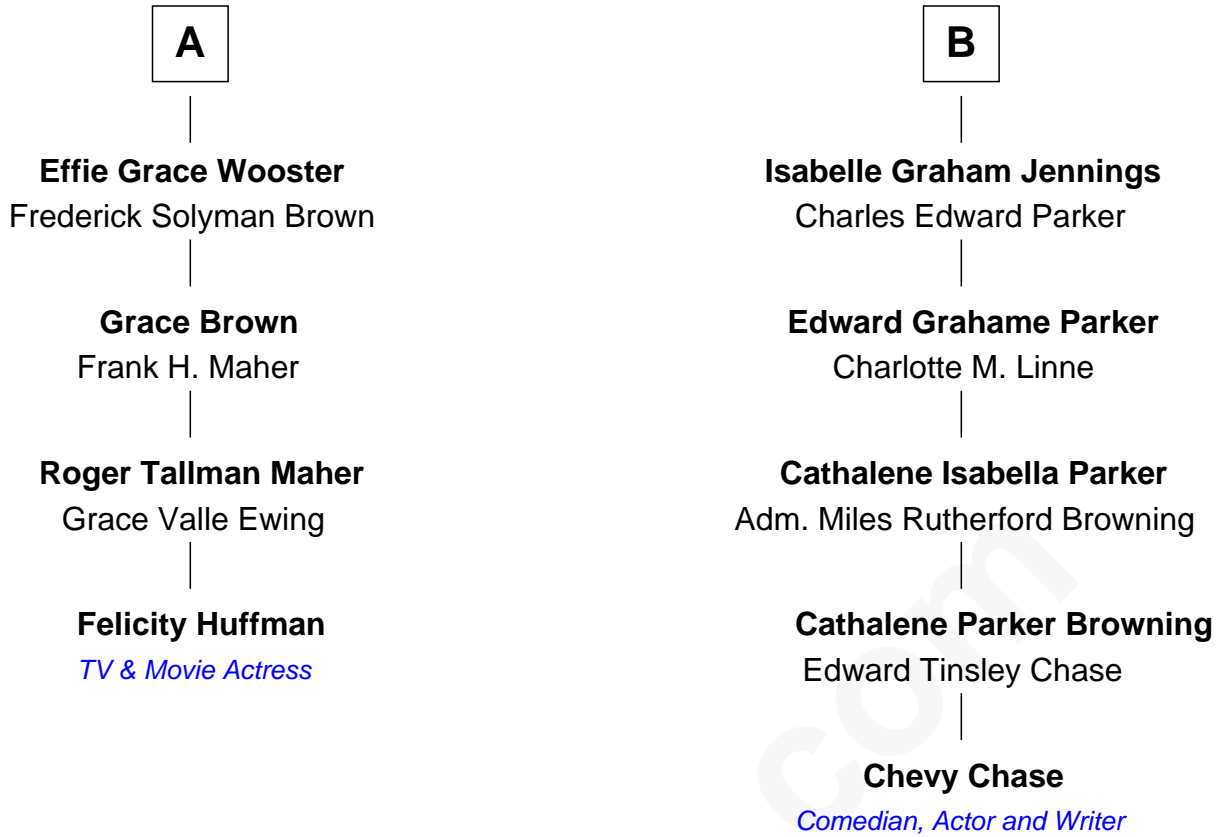 A
Effie Grace Wooster
Frederick Solyman Brown
Grace Brown
Frank H. Maher
Roger Tallman Maher
Grace Valle Ewing
Felicity Huffman
TV & Movie Actress
B
Isabelle Graham Jennings
Charles Edward Parker
Edward Grahame Parker
Charlotte M. Linne
Cathalene Isabella Parker
Adm. Miles Rutherford Browning
Cathalene Parker Browning
Edward Tinsley Chase
Chevy Chase
Comedian, Actor and Writer
com